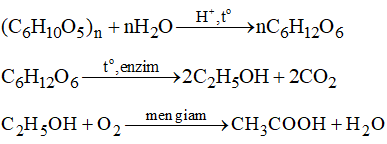 (C₆H₁₀O₅)ₙ + nH₂O —H⁺,t°→ nC₆H₁₂O₆
C₆H₁₂O₆ —t°,enzim→ 2C₂H₅OH + 2CO₂
C₂H₅OH + O₂ —men giam→ CH₃COOH + H₂O